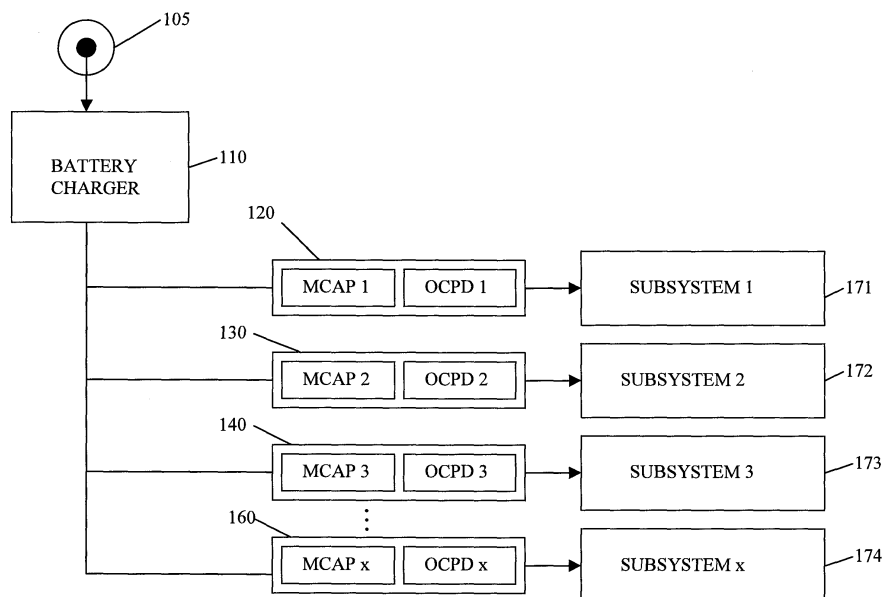 105
BATTERY
CHARGER
110
120
MCAP 1 OCPD 1 SUBSYSTEM 1
171
130
MCAP 2 OCPD 2 SUBSYSTEM 2
172
140
MCAP 3 OCPD 3 SUBSYSTEM 3
173
160
MCAP x OCPD x SUBSYSTEM x
174